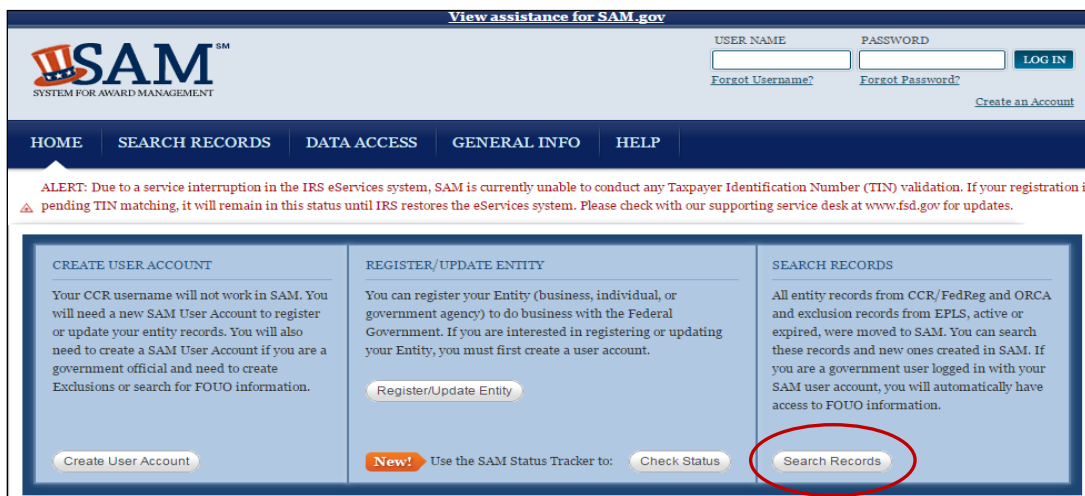 View assistance for SAM.gov
SAM SM
SYSTEM FOR AWARD MANAGEMENT
USER NAME
PASSWORD
LOG IN
Forgot Username?
Forgot Password?
Create an Account
HOME SEARCH RECORDS DATA ACCESS GENERAL INFO HELP
ALERT: Due to a service interruption in the IRS eServices system, SAM is currently unable to conduct any Taxpayer Identification Number (TIN) validation. If your registration i
pending TIN matching, it will remain in this status until IRS restores the eServices system. Please check with our supporting service desk at www.fsd.gov for updates.
CREATE USER ACCOUNT
Your CCR username will not work in SAM. You
will need a new SAM User Account to register
or update your entity records. You will also
need to create a SAM User Account if you are a
government official and need to create
Exclusions or search for FOUO information.
Create User Account
REGISTER/UPDATE ENTITY
You can register your Entity (business, individual, or
government agency) to do business with the Federal
Government. If you are interested in registering or updating
your Entity, you must first create a user account.
Register/Update Entity
New! Use the SAM Status Tracker to: Check Status
SEARCH RECORDS
All entity records from CCR/FedReg and ORCA
and exclusion records from EPLS, active or
expired, were moved to SAM. You can search
these records and new ones created in SAM. If
you are a government user logged in with your
SAM user account, you will automatically have
access to FOUO information.
Search Records